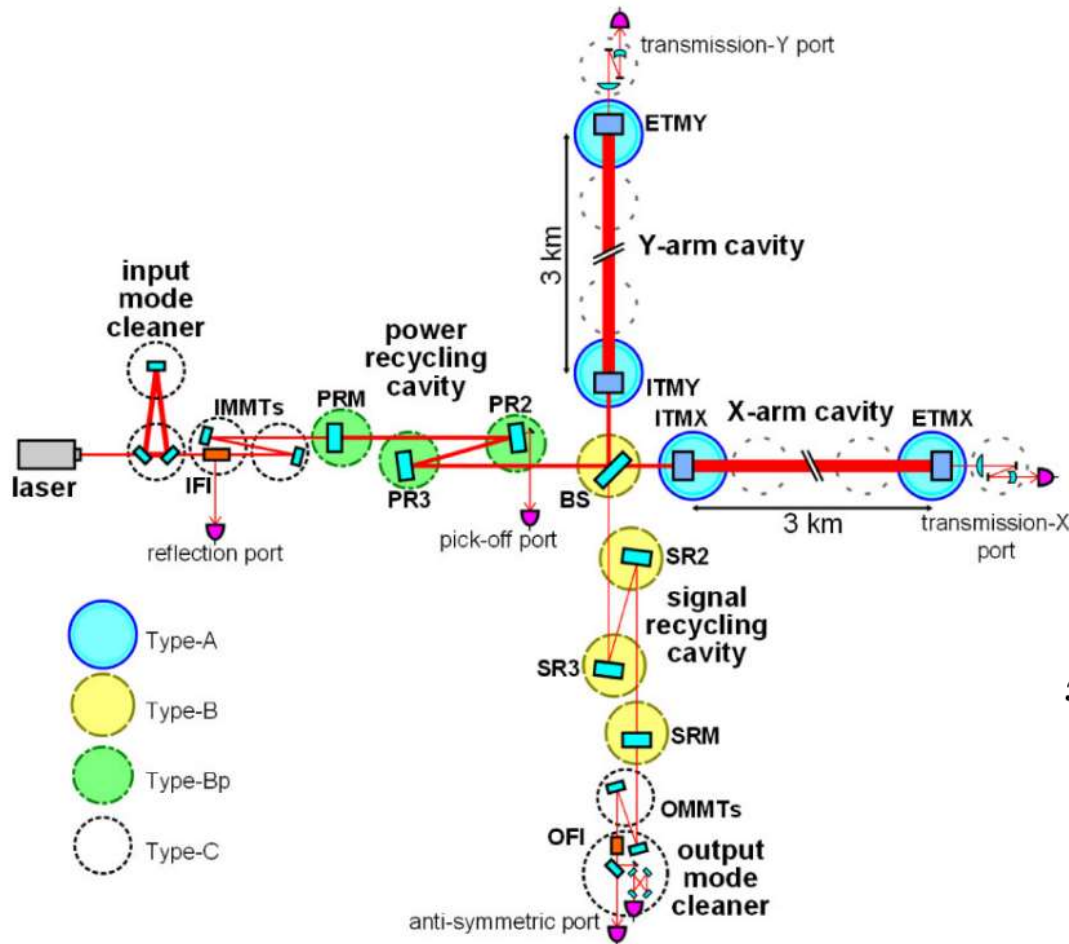 transmission-Y port
ETMY
3 km
Y-arm cavity
input
mode
cleaner
power
recycling
cavity
ITMY
IMMTs
PRM
PR2
ITMX
X-arm cavity
ETMX
laser
IFI
PR3
BS
3 km
reflection port
pick-off port
transmission-X
port
SR2
signal
recycling
cavity
SR3
SRM
Type-A
Type-B
Type-Bp
Type-C
OMMTs
OFI
output
mode
cleaner
anti-symmetric port